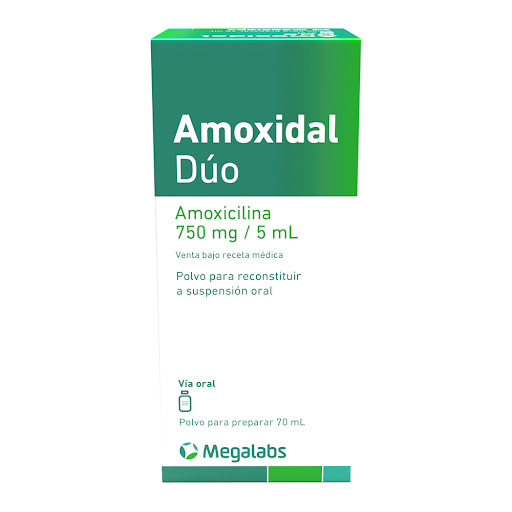 Amoxidal
Dúo
Amoxicilina
750 mg / 5 mL
Venta bajo receta médica
Polvo para reconstituir
a suspensión oral
Vía oral
Polvo para preparar 70 mL
Megalabs